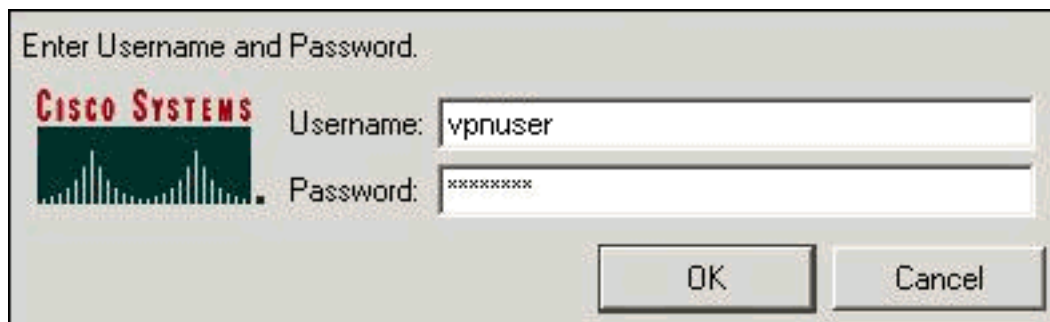 Enter Username and Password.
CISCO SYSTEMS
Username: vpnuser
Password: ********
OK Cancel